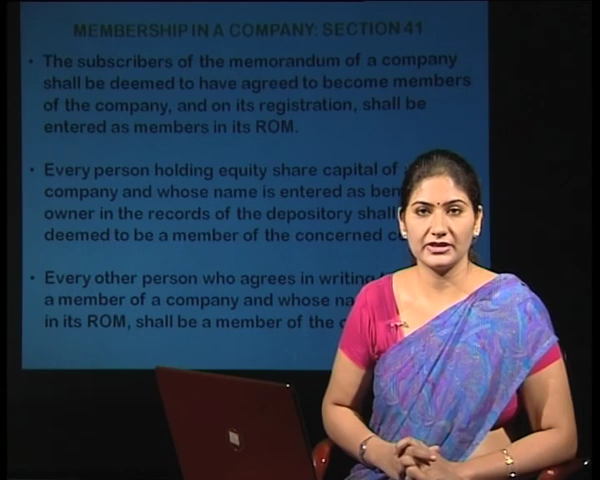 MEMBERSHIP IN A COMPANY: SECTION 41
• The subscribers of the memorandum of a company
shall be deemed to have agreed to become members
of the company, and on its registration, shall be
entered as members in its ROM.
• Every person holding equity share capital of
company and whose name is entered as
owner in the records of the depository shall
deemed to be a member of the concerned
• Every other person who agrees in writing
a member of a company and whose
in its ROM, shall be a member of the